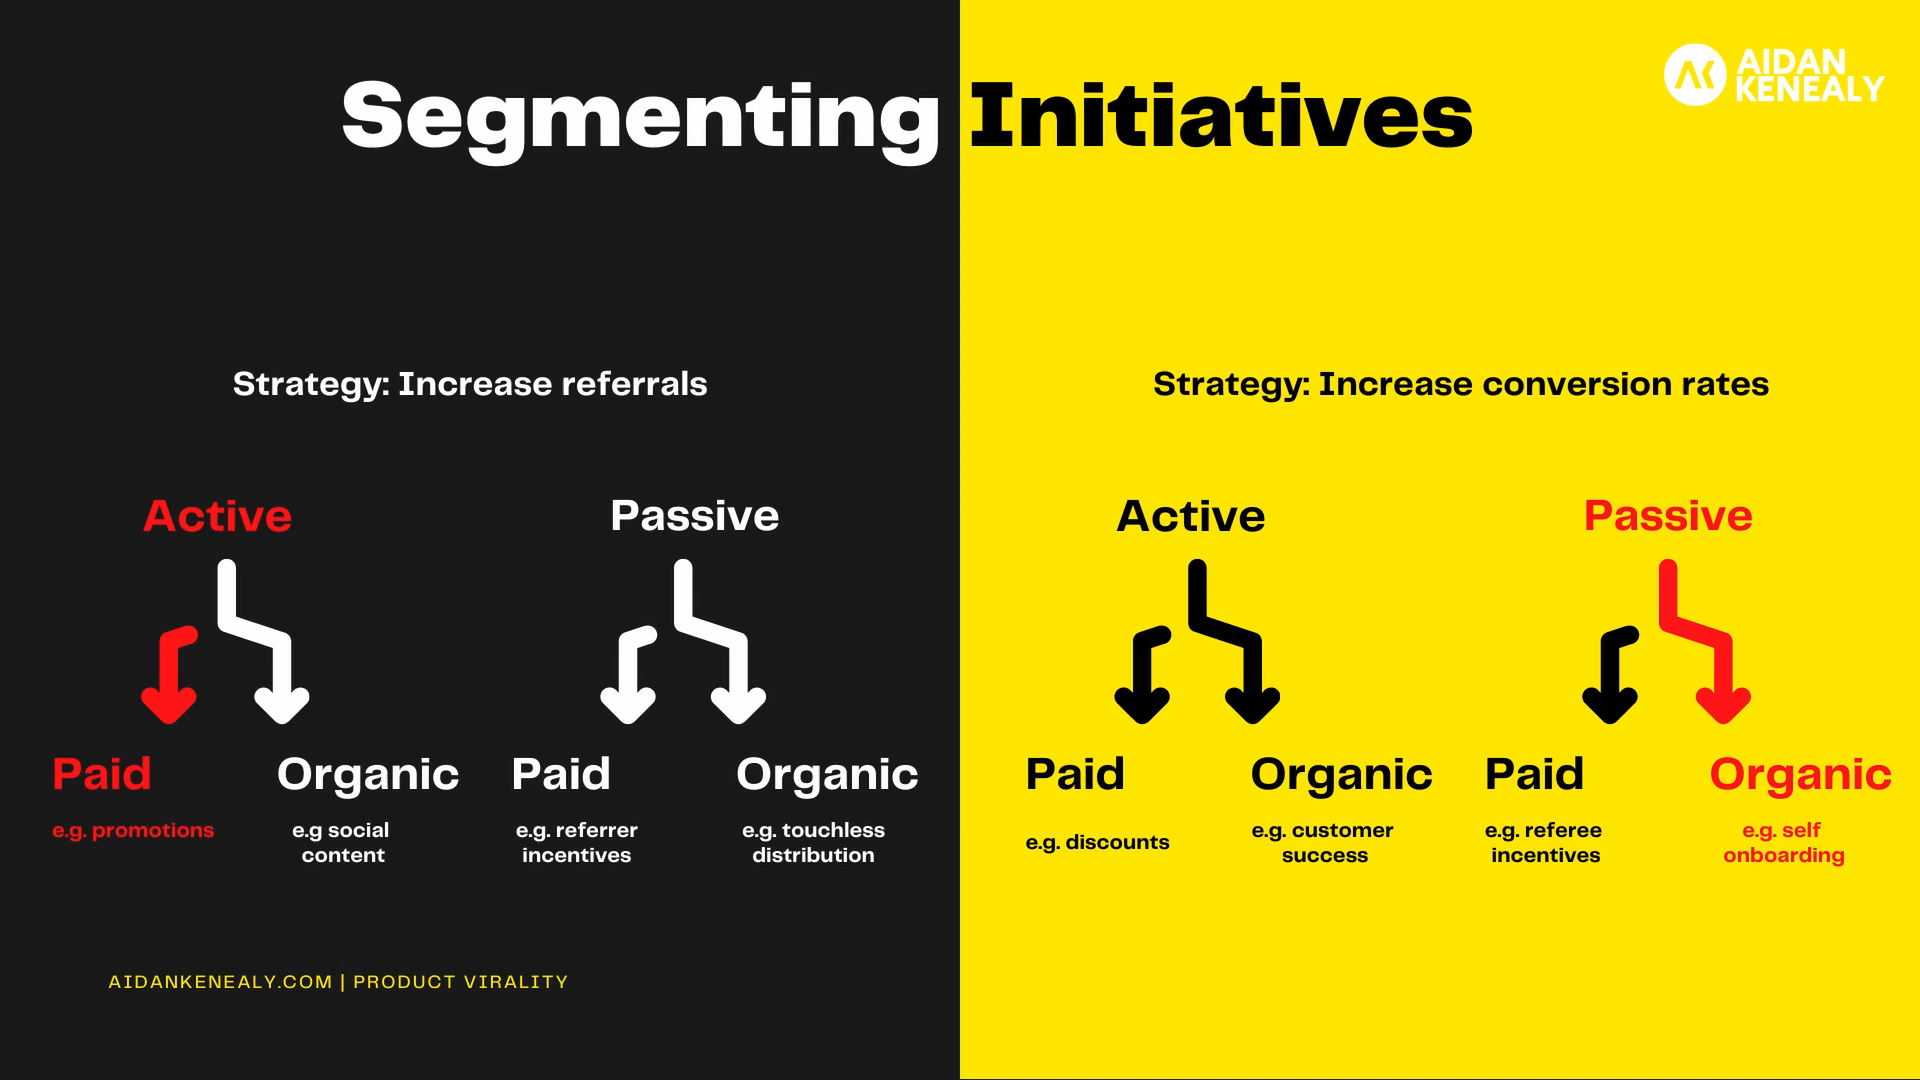 Segmenting Initiatives
AIDAN
KENEALY
Strategy: Increase referrals
Active
Passive
Paid
Organic
Paid
Organic
e.g. promotions
e.g social
content
e.g. referrer
incentives
e.g. touchless
distribution
Strategy: Increase conversion rates
Active
Passive
Paid
Organic
Paid
Organic
e.g. discounts
e.g. customer
success
e.g. referee
incentives
e.g. self
onboarding
AIDANKENEALY.COM | PRODUCT VIRALITY